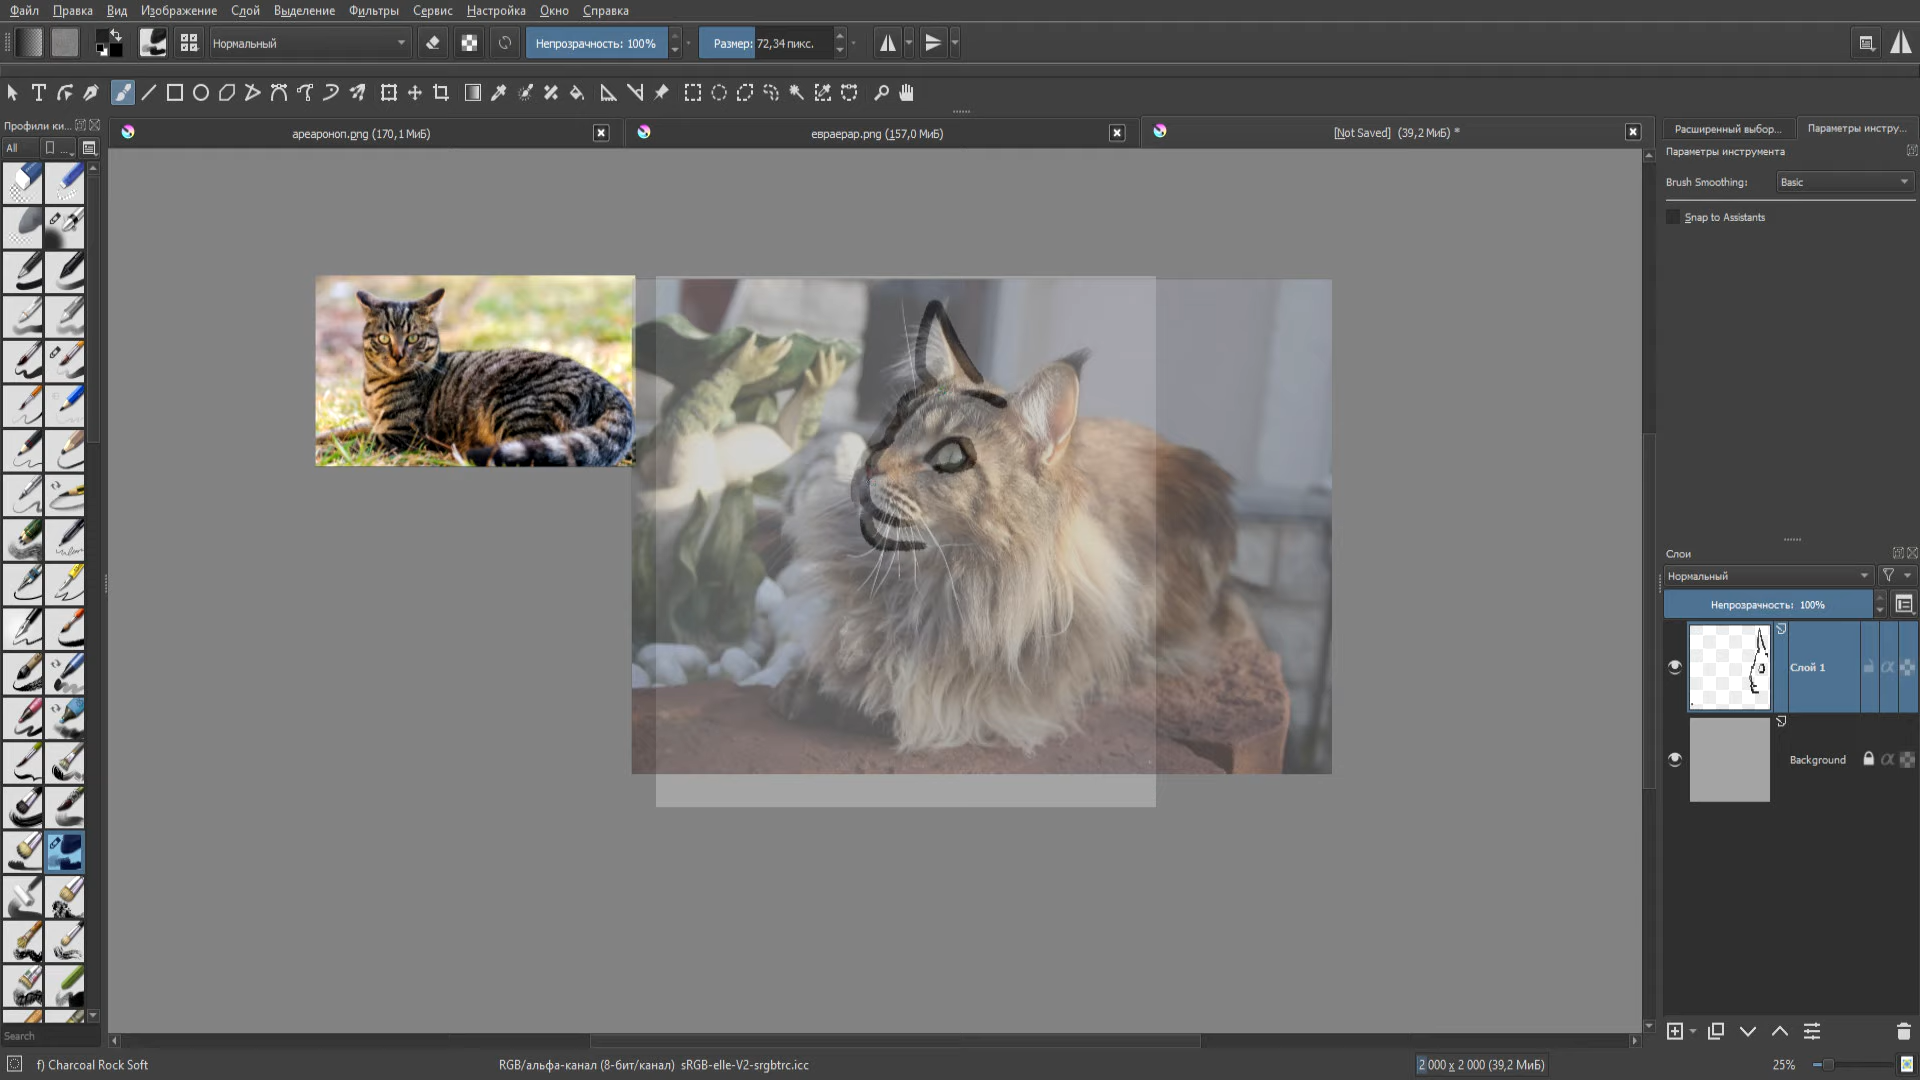 Файл Правка Вид Изображение Слой Выделение Фильтры Сервис Настройка Окно Справка
Нормальный
Непрозрачность: 100%
Размер: 72,34 пикс.
Профили ки...
ареаропоп.png (170,1 МиБ)
евраерар.png (157,0 МиБ)
[Not Saved] (39,2 МиБ) *
Расширенный выбор...
Параметры инстру...
All
...
Параметры инструмента
Brush Smoothing:
Basic
Snap to Assistants
Слои
Нормальный
Непрозрачность: 100%
Слой 1
Background
Search
f) Charcoal Rock Soft
RGB/альфа-канал (8-бит/канал) sRGB-elle-V2-srgbtrc.icc
2 000 x 2 000 (39,2 МиБ)
25%